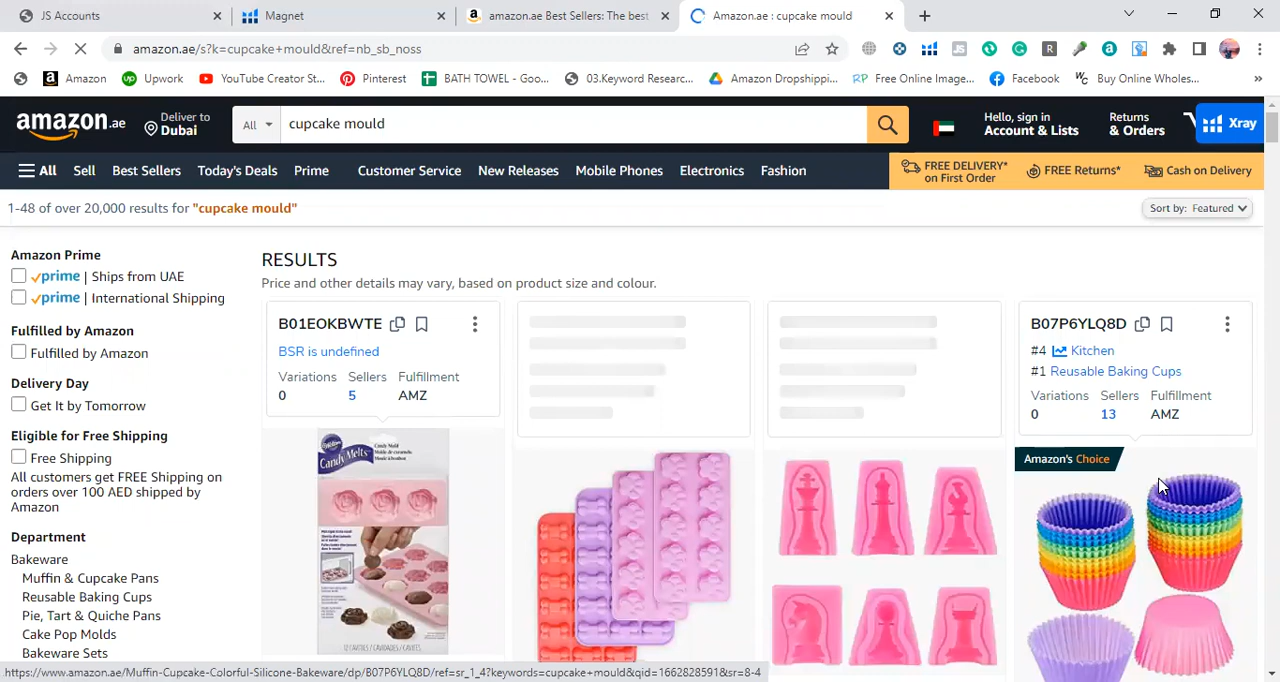 JS Accounts
Magnet
amazon.ae Best Sellers: The best
Amazon.ae : cupcake mould
amazon.ae/s?k=cupcake+mould&ref=nb_sb_noss
Amazon
Upwork
YouTube Creator St...
Pinterest
BATH TOWEL - Goo...
03.Keyword Researc...
Amazon Dropshippi...
Free Online Image...
Facebook
Buy Online Wholes...
amazon.ae
Deliver to
Dubai
All
cupcake mould
Hello, sign in
Account & Lists
Returns
& Orders
Xray
All
Sell
Best Sellers
Today's Deals
Prime
Customer Service
New Releases
Mobile Phones
Electronics
Fashion
FREE DELIVERY*
on First Order
FREE Returns*
Cash on Delivery
1-48 of over 20,000 results for "cupcake mould"
Sort by: Featured
Amazon Prime
prime | Ships from UAE
prime | International Shipping
Fulfilled by Amazon
Fulfilled by Amazon
Delivery Day
Get It by Tomorrow
Eligible for Free Shipping
Free Shipping
All customers get FREE Shipping on
orders over 100 AED shipped by
Amazon
Department
Bakeware
Muffin & Cupcake Pans
Reusable Baking Cups
Pie, Tart & Quiche Pans
Cake Pop Molds
Bakeware Sets
RESULTS
Price and other details may vary, based on product size and colour.
B01EOKBWTE
BSR is undefined
Variations Sellers Fulfillment
0 5 AMZ
Wilton
Candy Melts
B07P6YLQ8D
#4 Kitchen
#1 Reusable Baking Cups
Variations Sellers Fulfillment
0 13 AMZ
Amazon's Choice
https://www.amazon.ae/Muffin-Cupcake-Colorful-Silicone-Bakeware/dp/B07P6YLQ8D/ref=sr_1_4?keywords=cupcake+mould&qid=1662828591&sr=8-4